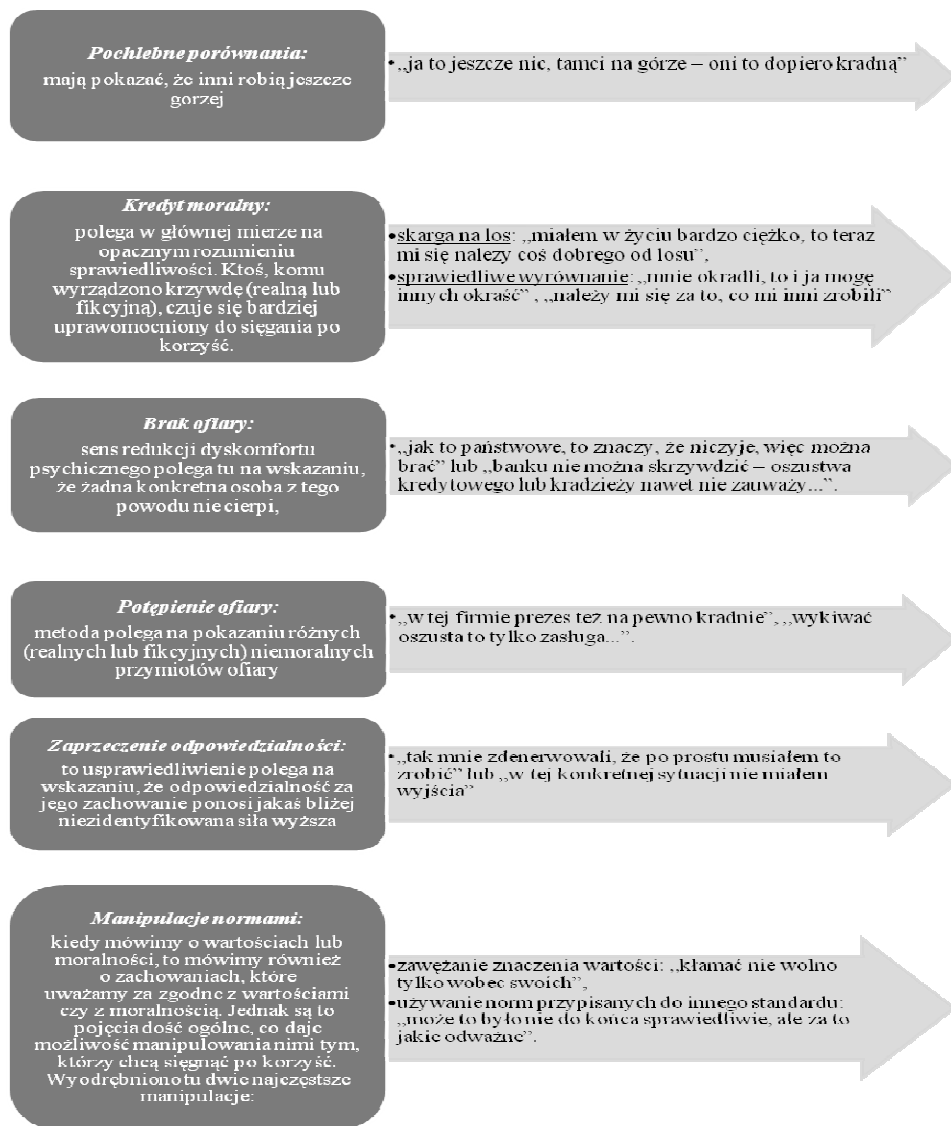 Pochlebne porównania:
mają pokazać, że inni robią jeszcze
gorzej
•„ja to jeszcze nic, tamci na górze – oni to dopiero kradną”
Kredyt moralny:
polega w głównej mierze na
opacznym rozumieniu
sprawiedliwości. Ktoś, komu
wyrządzono krzywdę (realną lub
fikcyjną), czuje się bardziej
uprawomocniony do sięgania po
korzyść.
•skarga na los: „miałem w życiu bardzo ciężko, to teraz
mi się należy coś dobrego od losu”,
•sprawiedliwe wyrównanie: „mnie okradli, to i ja mogę
innych okraść” , „należy mi się za to, co mi inni zrobili”
Brak ofiary:
sens redukcji dyskomfortu
psychicznego polega tu na wskazaniu,
że żadna konkretna osoba z tego
powodu nie cierpi,
•„jak to państwowe, to znaczy, że niczyje, więc można
brać” lub „banku nie można skrzywdzić – oszustwa
kredytowego lub kradzieży nawet nie zauważy...”.
Potępienie ofiary:
metoda polega na pokazaniu różnych
(realnych lub fikcyjnych) niemoralnych
przymiotów ofiary
•„w tej firmie prezes też na pewno kradnie”, „wykiwać
oszusta to tylko zasługa...”.
Zaprzeczenie odpowiedzialności:
to usprawiedliwienie polega na
wskazaniu, że odpowiedzialność za
jego zachowanie ponosi jakaś bliżej
niezidentyfikowana siła wyższa
•„tak mnie zdenerwowali, że po prostu musiałem to
zrobić” lub „w tej konkretnej sytuacji nie miałem
wyjścia”
Manipulacje normami:
kiedy mówimy o wartościach lub
moralności, to mówimy również
o zachowaniach, które
uważamy za zgodne z wartościami
czy z moralnością. Jednak są to
pojęcia dość ogólne, co daje
możliwość manipulowania nimi tym,
którzy chcą sięgnąć po korzyść.
Wyodrębniono tu dwie najczęstsze
manipulacje:
•zawężanie znaczenia wartości: „kłamać nie wolno
tylko wobec swoich”,
•używanie norm przypisanych do innego standardu:
„może to było nie do końca sprawiedliwie, ale za to
jakie odważne”.